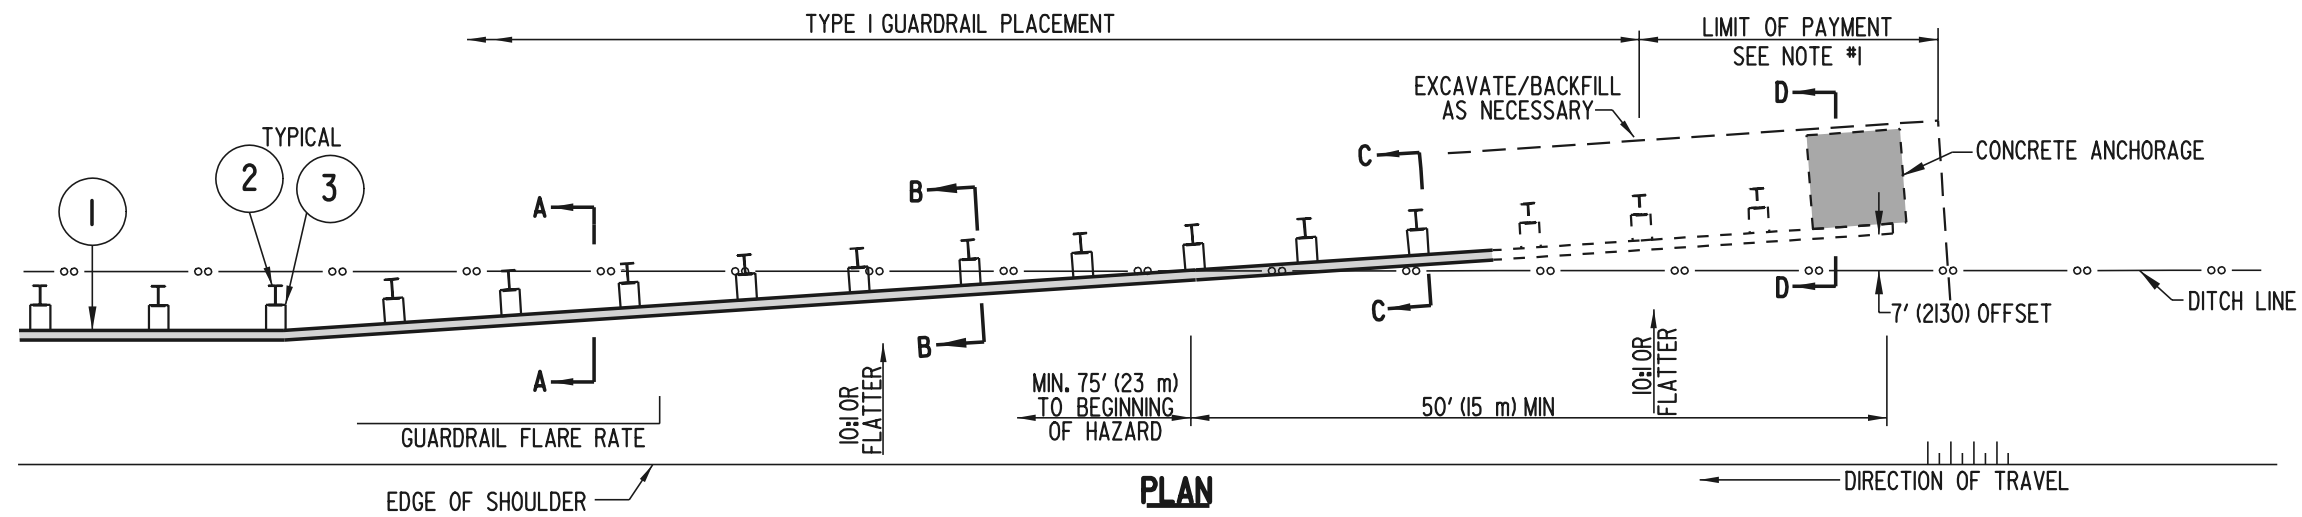 TYPE I GUARDRAIL PLACEMENT
LIMIT OF PAYMENT
SEE NOTE #1
EXCAVATE/BACKFILL
AS NECESSARY
D
CONCRETE ANCHORAGE
TYPICAL
1
2
3
A
B
C
DITCH LINE
7' (2130) OFFSET
D
C
B
A
10:1 OR
FLATTER
MIN. 75' (23 m)
TO BEGINNING
OF HAZARD
50' (15 m) MIN
10:1 OR
FLATTER
GUARDRAIL FLARE RATE
EDGE OF SHOULDER
PLAN
DIRECTION OF TRAVEL